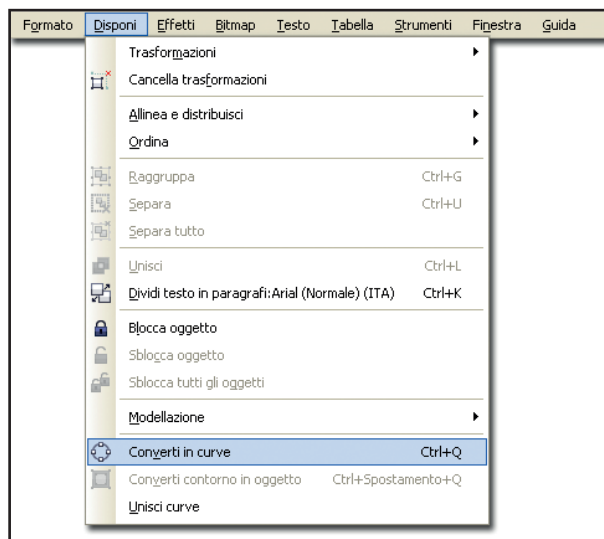 Formato Disponi Effetti Bitmap Testo Tabella Strumenti Finestra Guida
Trasformazioni
Cancella trasformazioni
Allinea e distribuisci
Ordina
Raggruppa Ctrl+G
Separa Ctrl+U
Separa tutto
Unisci Ctrl+L
Dividi testo in paragrafi:Arial (Normale) (ITA) Ctrl+K
Blocca oggetto
Sblocca oggetto
Sblocca tutti gli oggetti
Modellazione
Converti in curve Ctrl+Q
Converti contorno in oggetto Ctrl+Spostamento+Q
Unisci curve